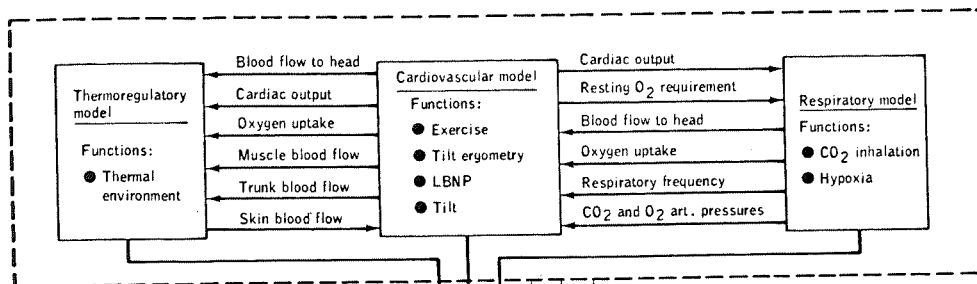 Thermoregulatory
model
Functions:
● Thermal
environment
Blood flow to head
Cardiac output
Oxygen uptake
Muscle blood flow
Trunk blood flow
Skin blood flow
Cardiovascular model
Functions:
● Exercise
● Tilt ergometry
● LBNP
● Tilt
Cardiac output
Resting O2 requirement
Blood flow to head
Oxygen uptake
Respiratory frequency
CO2 and O2 art. pressures
Respiratory model
Functions:
● CO2 inhalation
● Hypoxia